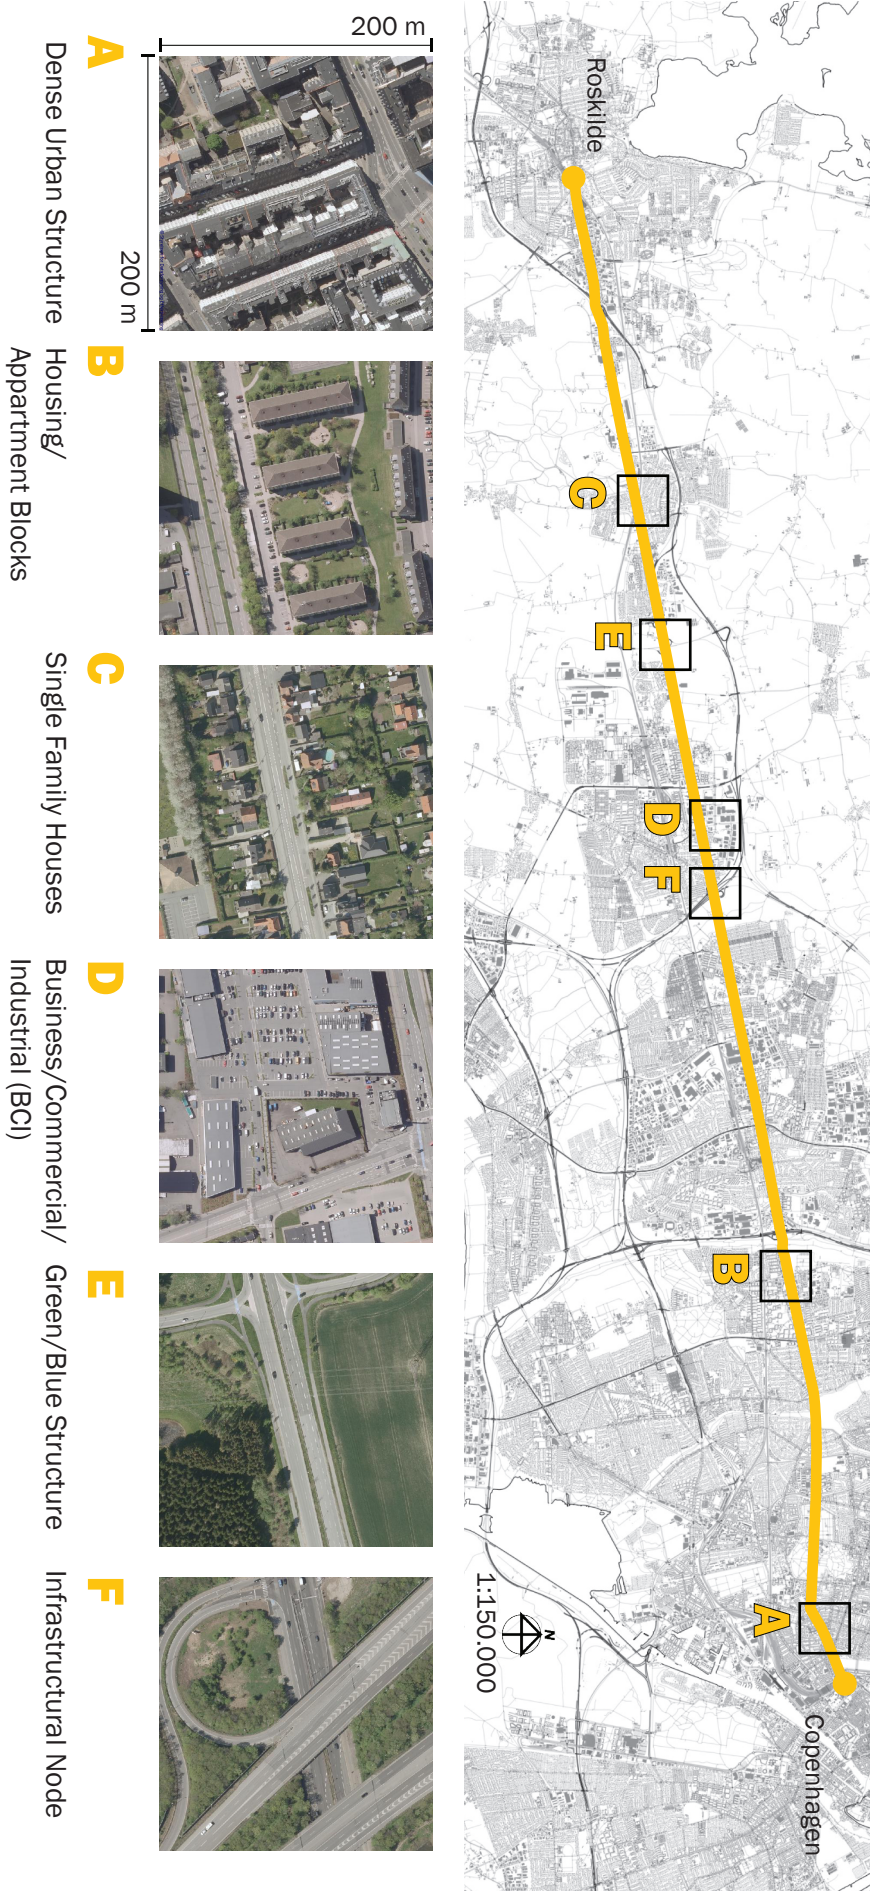 Roskilde
C
E
D
F
B
A
Copenhagen
N
1:150.000
200 m
200 m
A
Dense Urban Structure
B
Housing/
Appartment Blocks
C
Single Family Houses
D
Business/Commercial/
Industrial (BCI)
E
Green/Blue Structure
F
Infrastructural Node